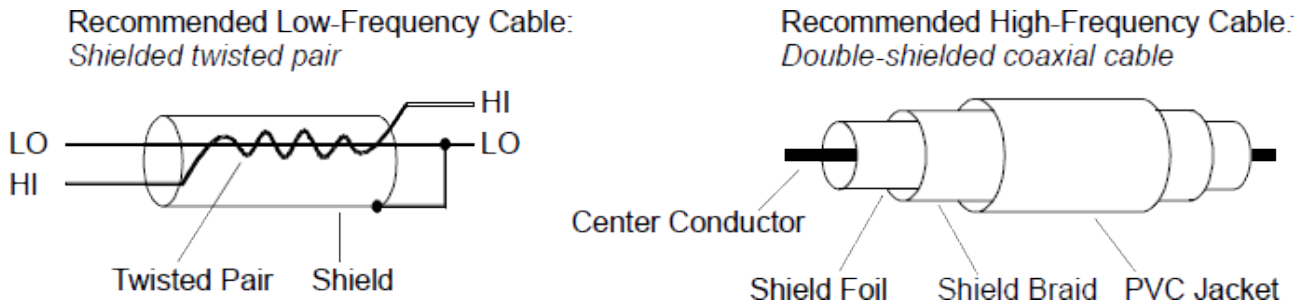 Recommended Low-Frequency Cable:
Shielded twisted pair
LO
HI
HI
LO
Twisted Pair
Shield
Recommended High-Frequency Cable:
Double-shielded coaxial cable
Center Conductor
Shield Foil
Shield Braid
PVC Jacket